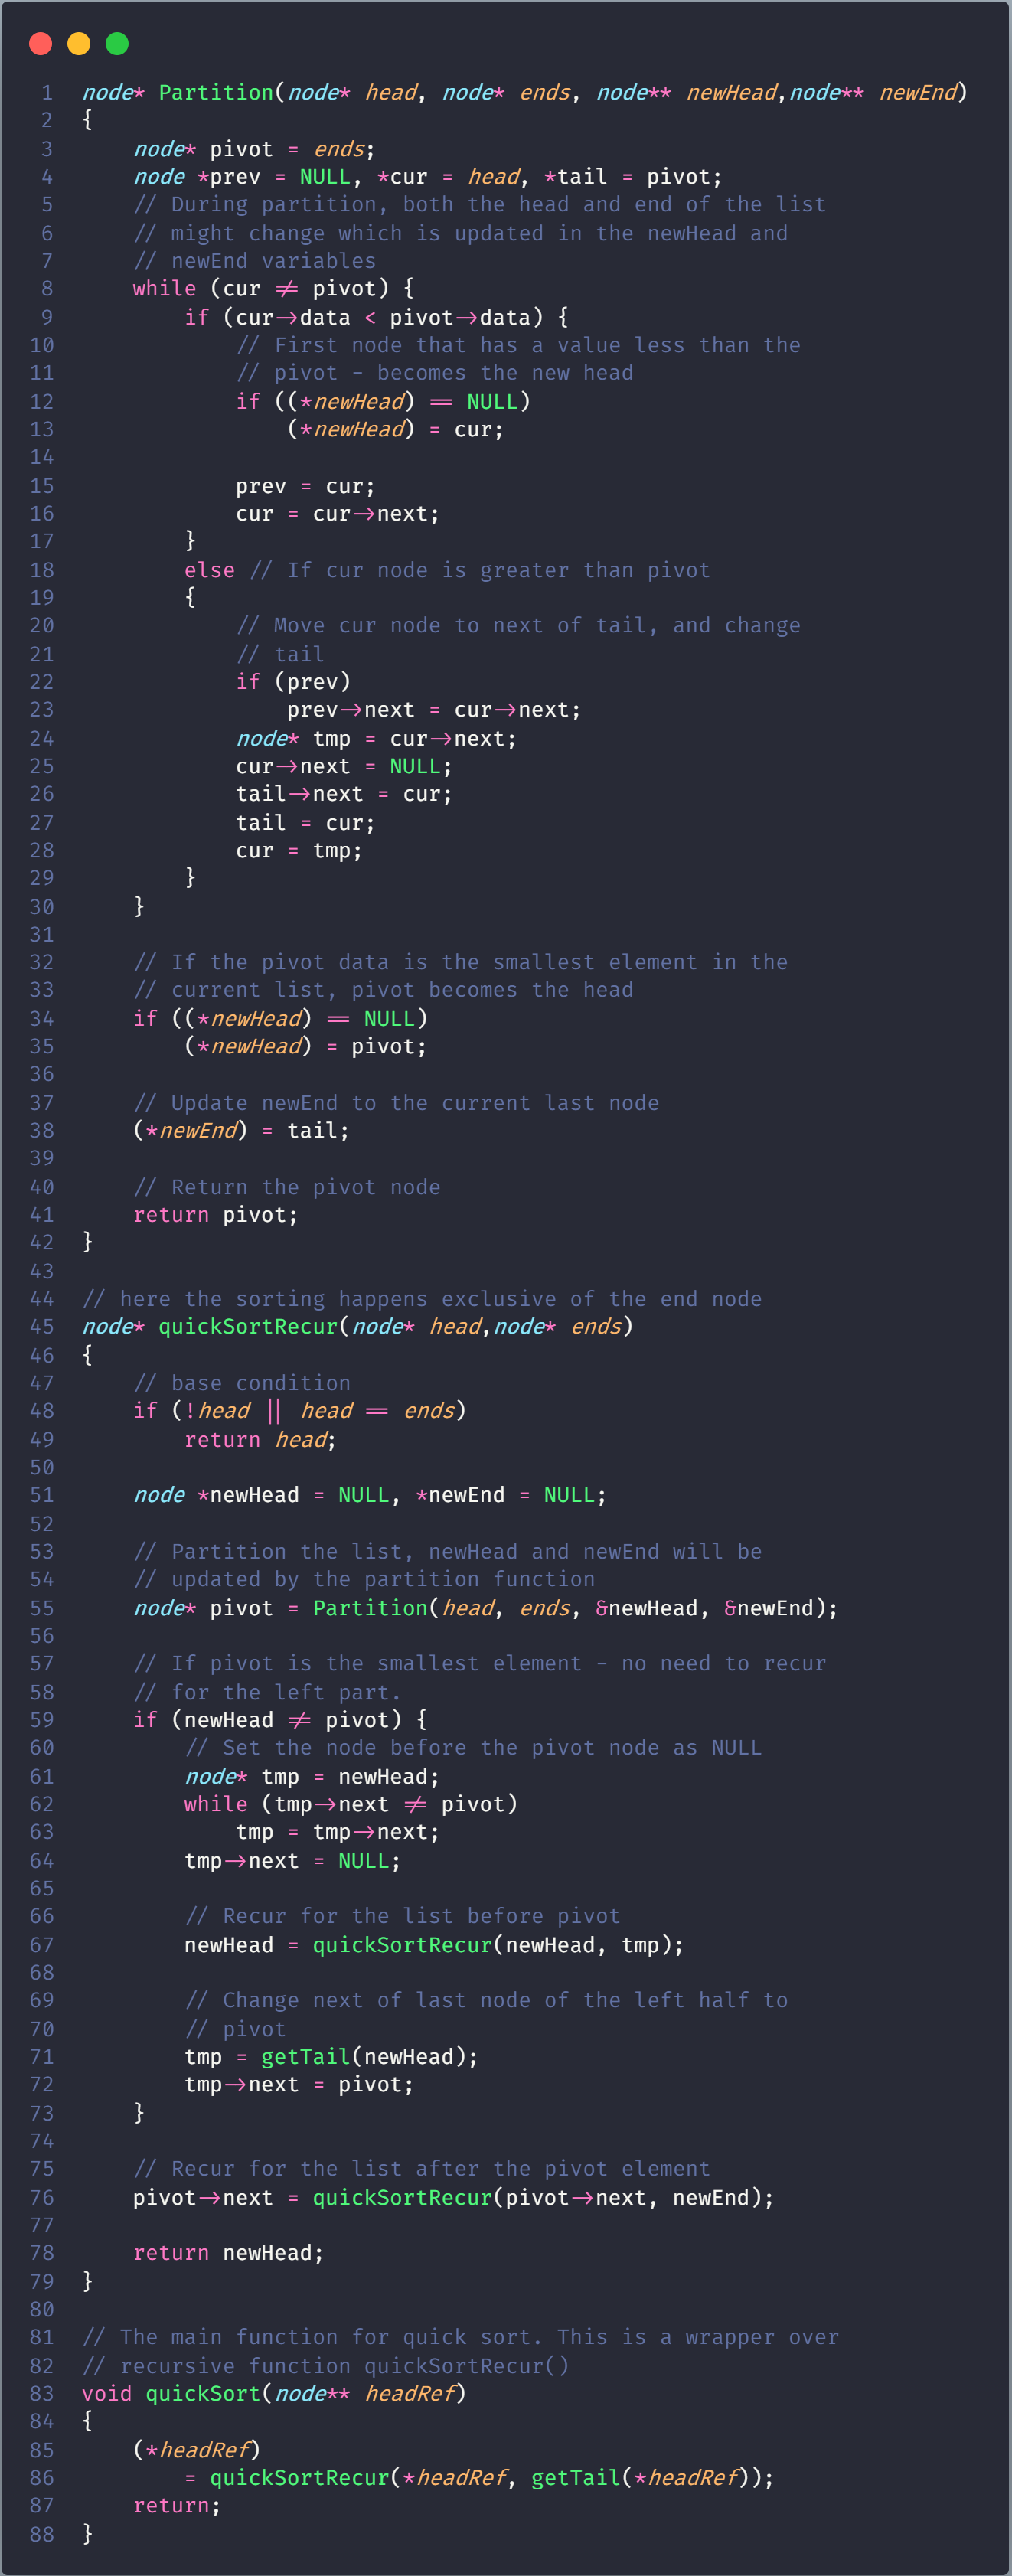 1 node* Partition(node* head, node* ends, node** newHead,node** newEnd)
2 {
3     node* pivot = ends;
4     node *prev = NULL, *cur = head, *tail = pivot;
5     // During partition, both the head and end of the list
6     // might change which is updated in the newHead and
7     // newEnd variables
8     while (cur != pivot) {
9         if (cur->data < pivot->data) {
10             // First node that has a value less than the
11             // pivot - becomes the new head
12             if ((*newHead) == NULL)
13                 (*newHead) = cur;
14
15             prev = cur;
16             cur = cur->next;
17         }
18         else // If cur node is greater than pivot
19         {
20             // Move cur node to next of tail, and change
21             // tail
22             if (prev)
23                 prev->next = cur->next;
24             node* tmp = cur->next;
25             cur->next = NULL;
26             tail->next = cur;
27             tail = cur;
28             cur = tmp;
29         }
30     }
31
32     // If the pivot data is the smallest element in the
33     // current list, pivot becomes the head
34     if ((*newHead) == NULL)
35         (*newHead) = pivot;
36
37     // Update newEnd to the current last node
38     (*newEnd) = tail;
39
40     // Return the pivot node
41     return pivot;
42 }
43
44 // here the sorting happens exclusive of the end node
45 node* quickSortRecur(node* head,node* ends)
46 {
47     // base condition
48     if (!head || head == ends)
49         return head;
50
51     node *newHead = NULL, *newEnd = NULL;
52
53     // Partition the list, newHead and newEnd will be
54     // updated by the partition function
55     node* pivot = Partition(head, ends, &newHead, &newEnd);
56
57     // If pivot is the smallest element - no need to recur
58     // for the left part.
59     if (newHead != pivot) {
60         // Set the node before the pivot node as NULL
61         node* tmp = newHead;
62         while (tmp->next != pivot)
63             tmp = tmp->next;
64         tmp->next = NULL;
65
66         // Recur for the list before pivot
67         newHead = quickSortRecur(newHead, tmp);
68
69         // Change next of last node of the left half to
70         // pivot
71         tmp = getTail(newHead);
72         tmp->next = pivot;
73     }
74
75     // Recur for the list after the pivot element
76     pivot->next = quickSortRecur(pivot->next, newEnd);
77
78     return newHead;
79 }
80
81 // The main function for quick sort. This is a wrapper over
82 // recursive function quickSortRecur()
83 void quickSort(node** headRef)
84 {
85     (*headRef)
86         = quickSortRecur(*headRef, getTail(*headRef));
87     return;
88 }